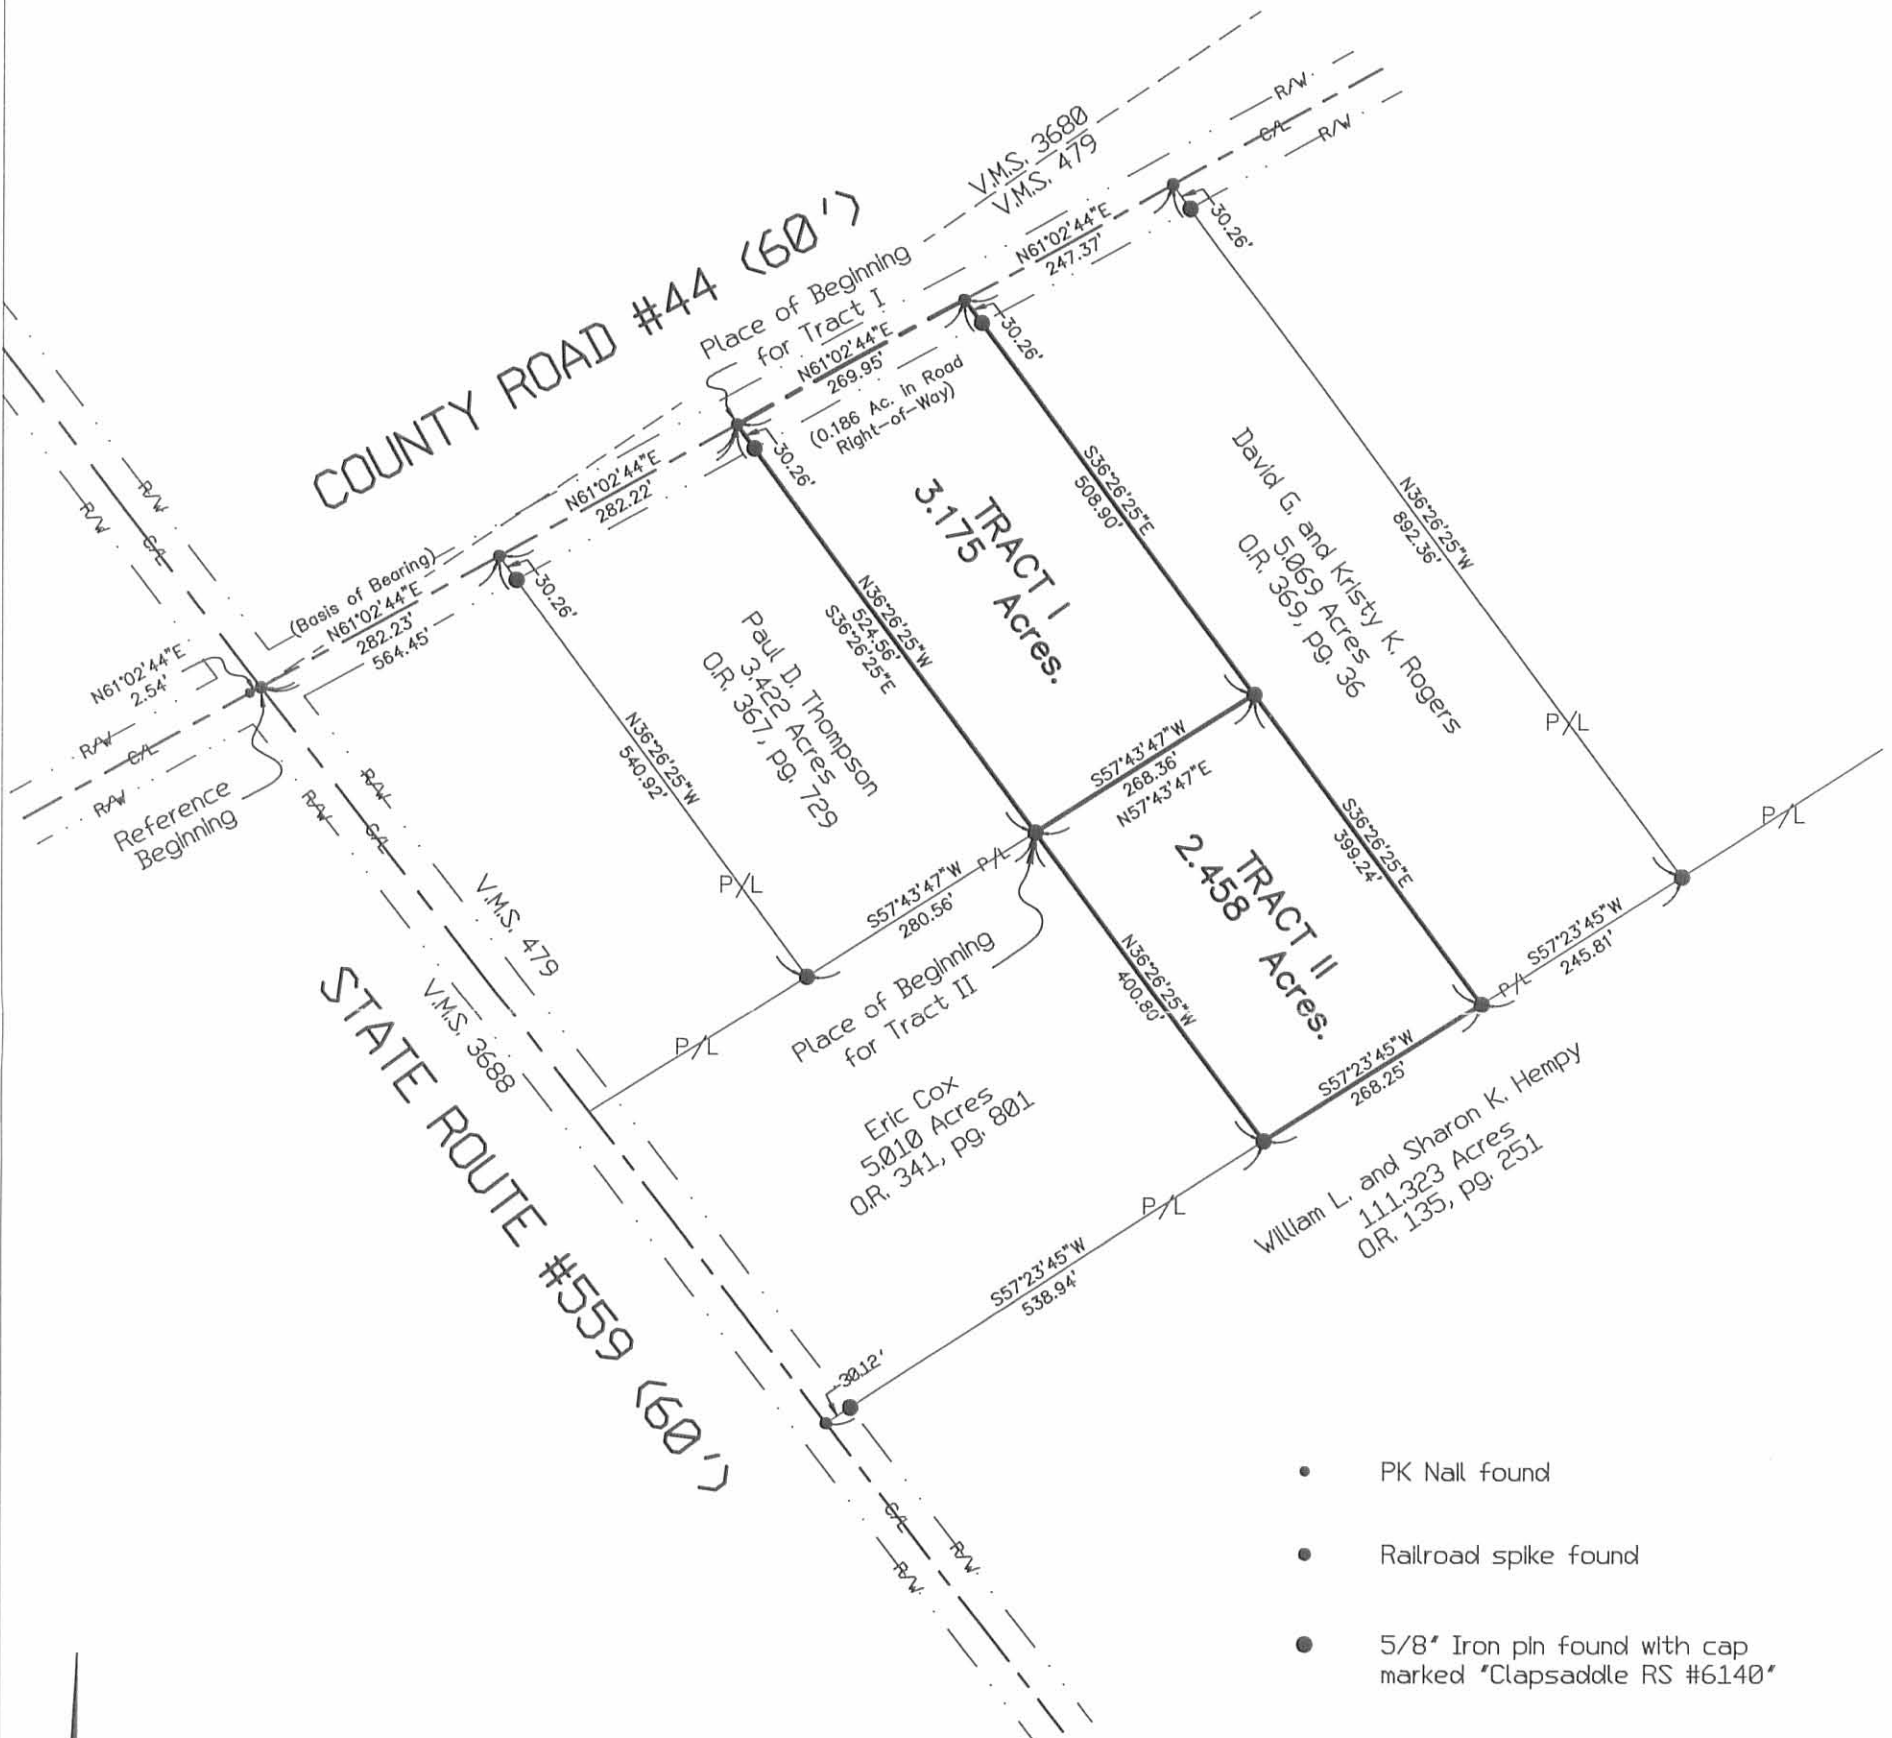 V.M.S. 3680
V.M.S. 479
R/W
C/L
R/W
COUNTY ROAD #44 (60')
Place of Beginning
for Tract I
N61°02'44"E
247.37'
30.26'
N61°02'44"E
269.95'
(0.186 Ac. in Road
Right-of-Way)
30.26'
30.26'
N61°02'44"E
282.22'
30.26'
(Basis of Bearing)
N61°02'44"E
282.23'
564.45'
N61°02'44"E
2.54'
R/W
C/L
R/W
R/W
C/L
R/W
Reference
Beginning
R/W
C/L
R/W
TRACT I
3.175 Acres.
S36°26'25"E
508.90'
N36°26'25"W
524.56'
S36°26'25"E
David G. and Kristy K. Rogers
5.069 Acres
O.R. 369, pg. 36
N36°26'25"W
892.36'
P/L
P/L
Paul D. Thompson
3.422 Acres
O.R. 367, pg. 729
N36°26'25"W
540.92'
P/L
S57°43'47"W
268.36'
N57°43'47"E
S57°43'47"W
280.56'
P/L
TRACT II
2.458 Acres.
S36°26'25"E
399.24'
N36°26'25"W
400.80'
S57°23'45"W
245.81'
P/L
S57°23'45"W
268.25'
Place of Beginning
for Tract II
P/L
V.M.S. 479
V.M.S. 3688
STATE ROUTE #559 (60')
Eric Cox
5.010 Acres
O.R. 341, pg. 801
William L. and Sharon K. Hempy
111.323 Acres
O.R. 135, pg. 251
P/L
S57°23'45"W
538.94'
30.12'
C/L
R/W
R/W
PK Nail found
Railroad spike found
5/8" Iron pin found with cap
marked "Clapsaddle RS #6140"